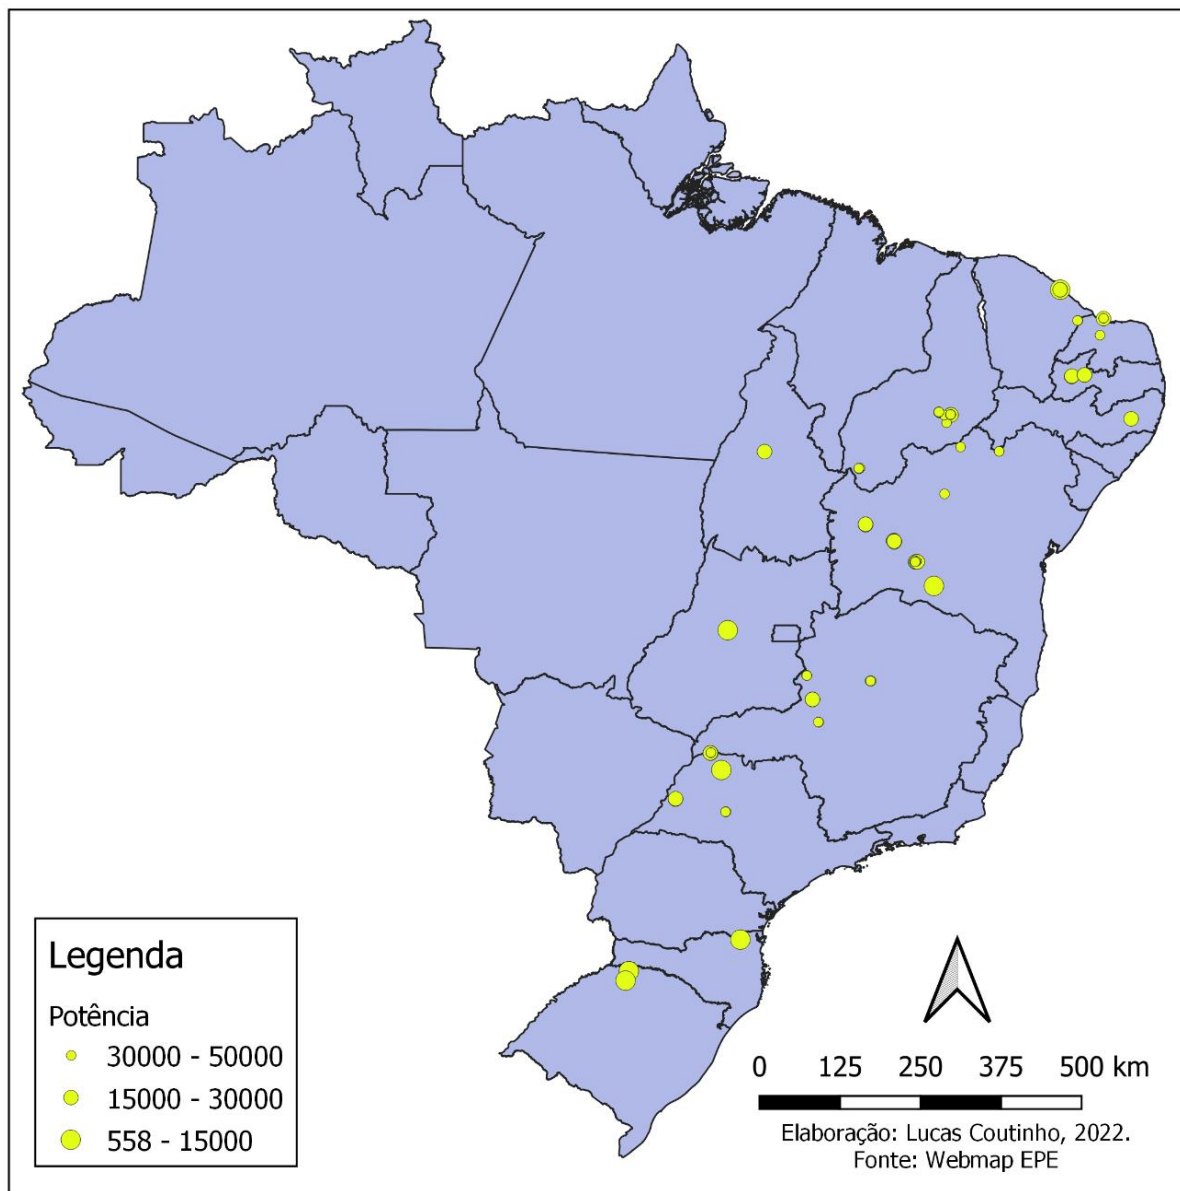 Legenda
Potência
30000 - 50000
15000 - 30000
558 - 15000
0 125 250 375 500 km
Elaboração: Lucas Coutinho, 2022.
Fonte: Webmap EPE